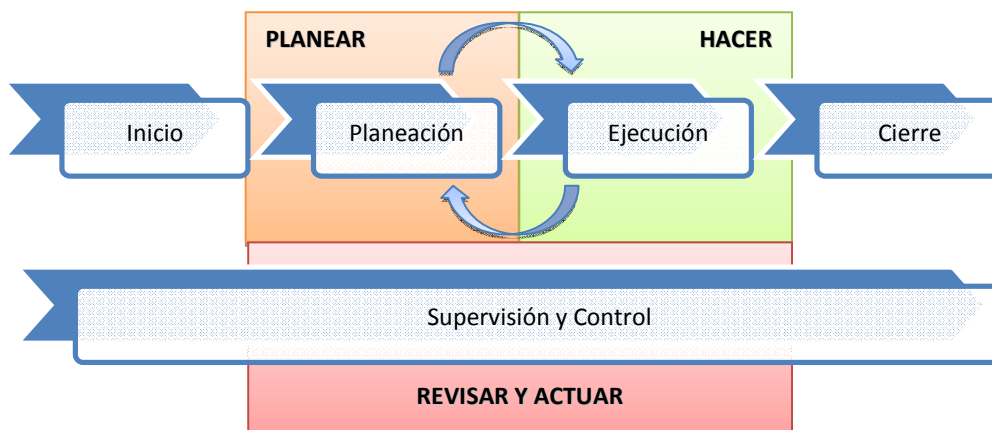 PLANEAR
HACER
Inicio
Planeación
Ejecución
Cierre
Supervisión y Control
REVISAR Y ACTUAR